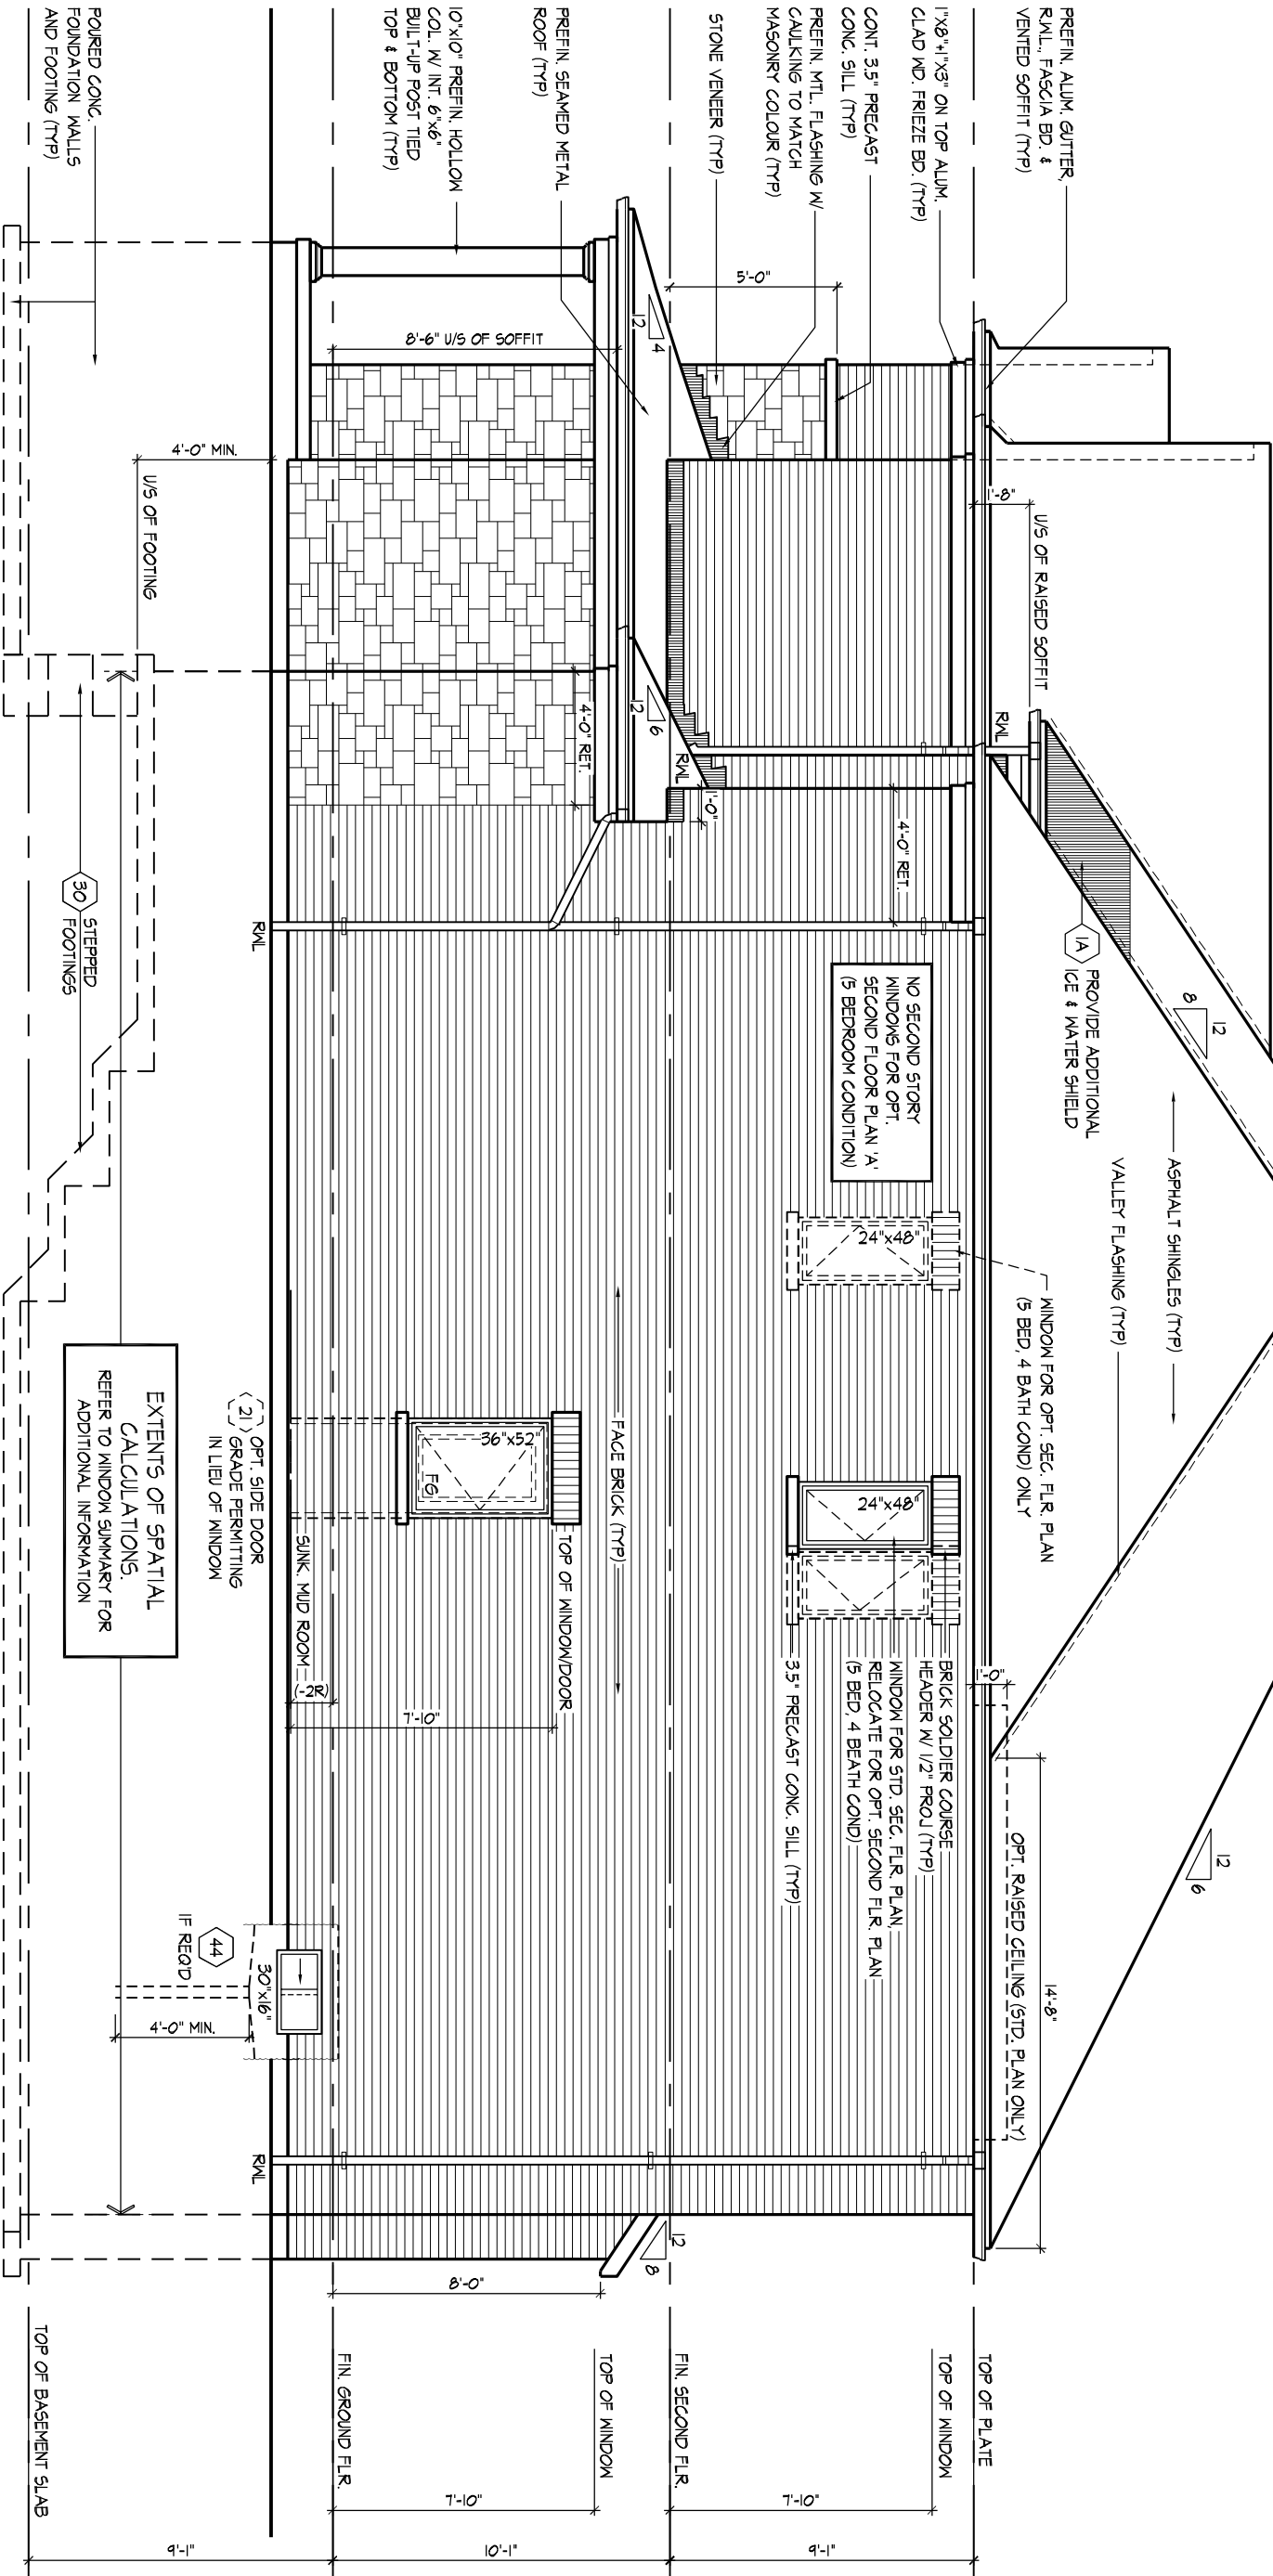 PREFIN. ALUM. GUTTER,
R.W.L., FASCIA BD. &
VENTED SOFFIT (TYP)
1"X8"+1"X3" ON TOP ALUM.
CLAD WD. FRIEZE BD. (TYP)
CONT. 3.5" PRECAST
CONC. SILL (TYP)
PREFIN. MTL. FLASHING W/
CAULKING TO MATCH
MASONRY COLOUR (TYP)
STONE VENEER (TYP)
PREFIN. SEAMED METAL
ROOF (TYP)
10"x10" PREFIN. HOLLOW
COL. W/ INT. 6"x6"
BUILT-UP POST TIED
TOP & BOTTOM (TYP)
POURED CONC.
FOUNDATION WALLS
AND FOOTING (TYP)
5'-0"
12
4
8'-6" U/S OF SOFFIT
4'-0" MIN.
U/S OF FOOTING
1'-8"
U/S OF RAISED SOFFIT
RWL
12
6
RWL
1'-0"
4'-0" RET.
4'-0" RET.
RWL
30
STEPPED
FOOTINGS
1A
PROVIDE ADDITIONAL
ICE & WATER SHIELD
12
8
ASPHALT SHINGLES (TYP)
VALLEY FLASHING (TYP)
NO SECOND STORY
WINDOWS FOR OPT.
SECOND FLOOR PLAN 'A'
(5 BEDROOM CONDITION)
24"x48"
WINDOW FOR OPT. SEC. FLR. PLAN
(5 BED, 4 BATH COND) ONLY
24"x48"
FACE BRICK (TYP)
36"x52"
FG
TOP OF WINDOW/DOOR
21
OPT. SIDE DOOR
GRADE PERMITTING
IN LIEU OF WINDOW
SUNK. MUD ROOM
(-2R)
7'-10"
EXTENTS OF SPATIAL
CALCULATIONS.
REFER TO WINDOW SUMMARY FOR
ADDITIONAL INFORMATION
BRICK SOLDIER COURSE
HEADER W/ 1/2" PROJ (TYP)
WINDOW FOR STD. SEC. FLR. PLAN,
RELOCATE FOR OPT. SECOND FLR. PLAN
(5 BED, 4 BEATH COND)
3.5" PRECAST CONC. SILL (TYP)
1'-0"
OPT. RAISED CEILING (STD. PLAN ONLY)
14'-8"
12
6
44
IF REQ'D
30"x16"
4'-0" MIN.
RWL
12
8
8'-0"
TOP OF PLATE
TOP OF WINDOW
FIN. SECOND FLR.
TOP OF WINDOW
FIN. GROUND FLR.
TOP OF BASEMENT SLAB
7'-10"
7'-10"
9'-1"
10'-1"
9'-1"